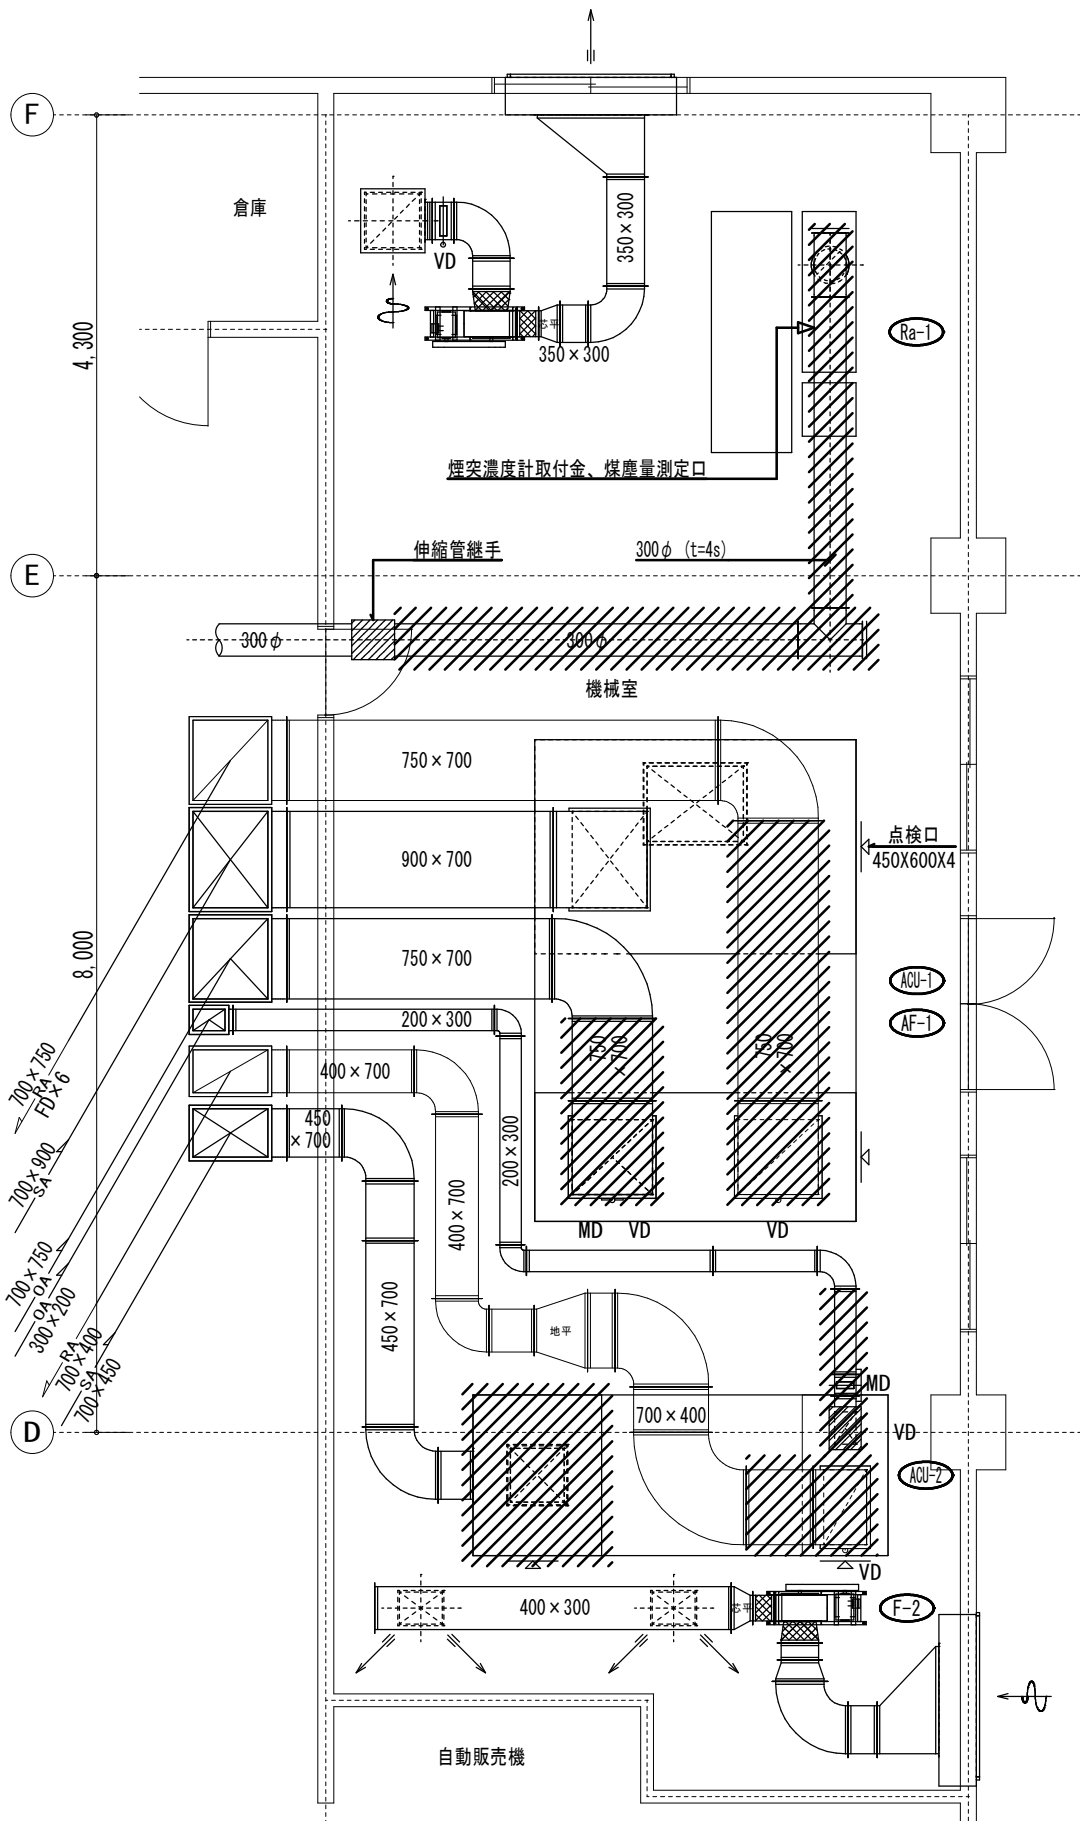 F
倉庫
VD
350×300
Ra-1
芯平
350×300
4,300
煙突濃度計取付金、煤塵量測定口
伸縮管継手
300φ (t=4s)
E
300φ
300φ
機械室
750×700
点検口
450X600X4
900×700
8,000
750×700
ACU-1
AF-1
200×300
750
×700
750
×700
400×700
700×750
RA
FD×6
450
×700
700×900
SA
200×300
400×700
MD
VD
VD
700×750
OA
OA
300×200
RA
700×400
SA
700×450
450×700
地平
MD
700×400
VD
D
ACU-2
VD
400×300
芯平
F-2
自動販売機